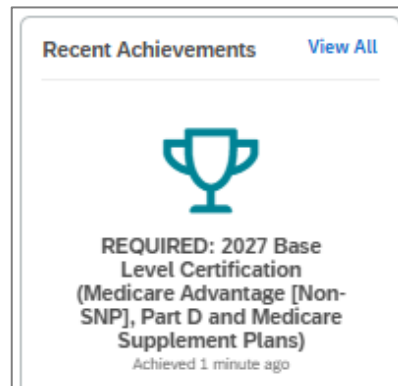 Recent Achievements View All
REQUIRED: 2027 Base
Level Certification
(Medicare Advantage [Non-
SNP], Part D and Medicare
Supplement Plans)
Achieved 1 minute ago